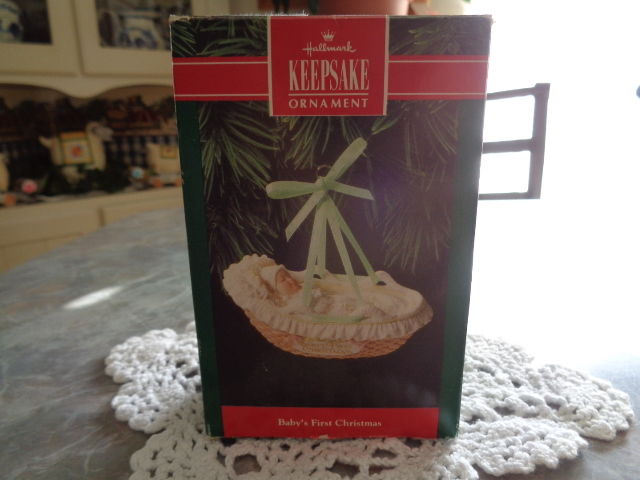 Hallmark
KEEPSAKE
ORNAMENT
Baby's First Christmas